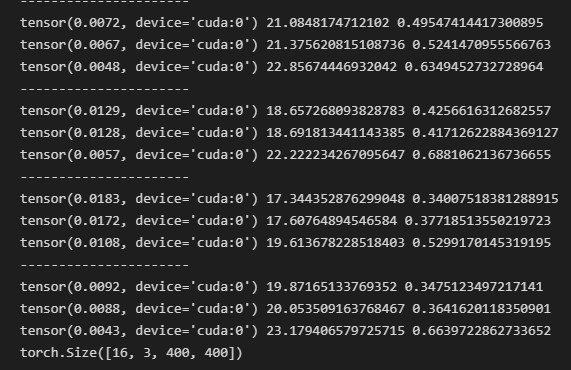 ----------------------
tensor(0.0072, device='cuda:0') 21.0848174712102 0.49547414417300895
tensor(0.0067, device='cuda:0') 21.375620815108736 0.5241470955566763
tensor(0.0048, device='cuda:0') 22.85674446932042 0.6349452732728964
----------------------
tensor(0.0129, device='cuda:0') 18.657268093828783 0.4256616312682557
tensor(0.0128, device='cuda:0') 18.691813441143385 0.41712622884369127
tensor(0.0057, device='cuda:0') 22.222234267095647 0.6881062136736655
----------------------
tensor(0.0183, device='cuda:0') 17.344352876299048 0.34007518381288915
tensor(0.0172, device='cuda:0') 17.60764894546584 0.37718513550219723
tensor(0.0108, device='cuda:0') 19.613678228518403 0.5299170145319195
----------------------
tensor(0.0092, device='cuda:0') 19.87165133769352 0.3475123497217141
tensor(0.0088, device='cuda:0') 20.053509163768467 0.3641620118350901
tensor(0.0043, device='cuda:0') 23.179406579725715 0.6639722862733652
torch.Size([16, 3, 400, 400])